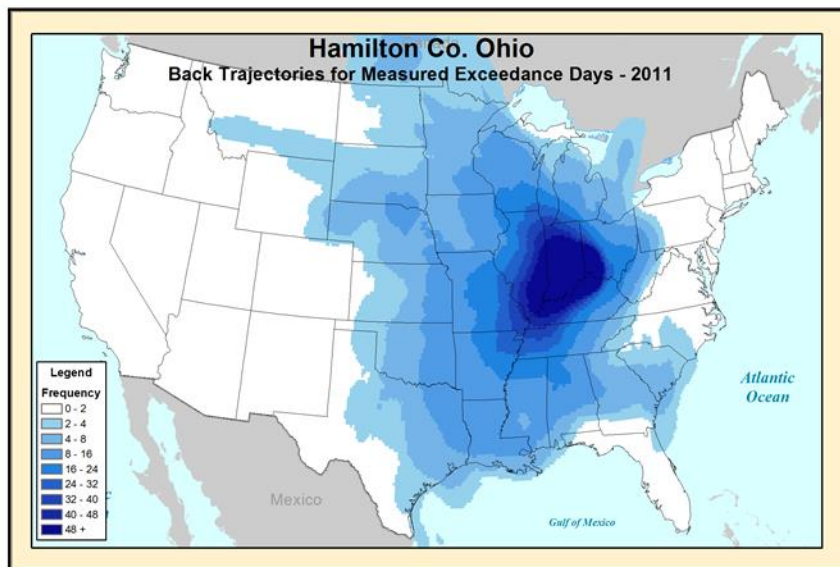 Hamilton Co. Ohio
Back Trajectories for Measured Exceedance Days - 2011
Legend
Frequency
0 - 2
2 - 4
4 - 8
8 - 16
16 - 24
24 - 32
32 - 40
40 - 48
48 +
Atlantic
Ocean
Mexico
Gulf of Mexico